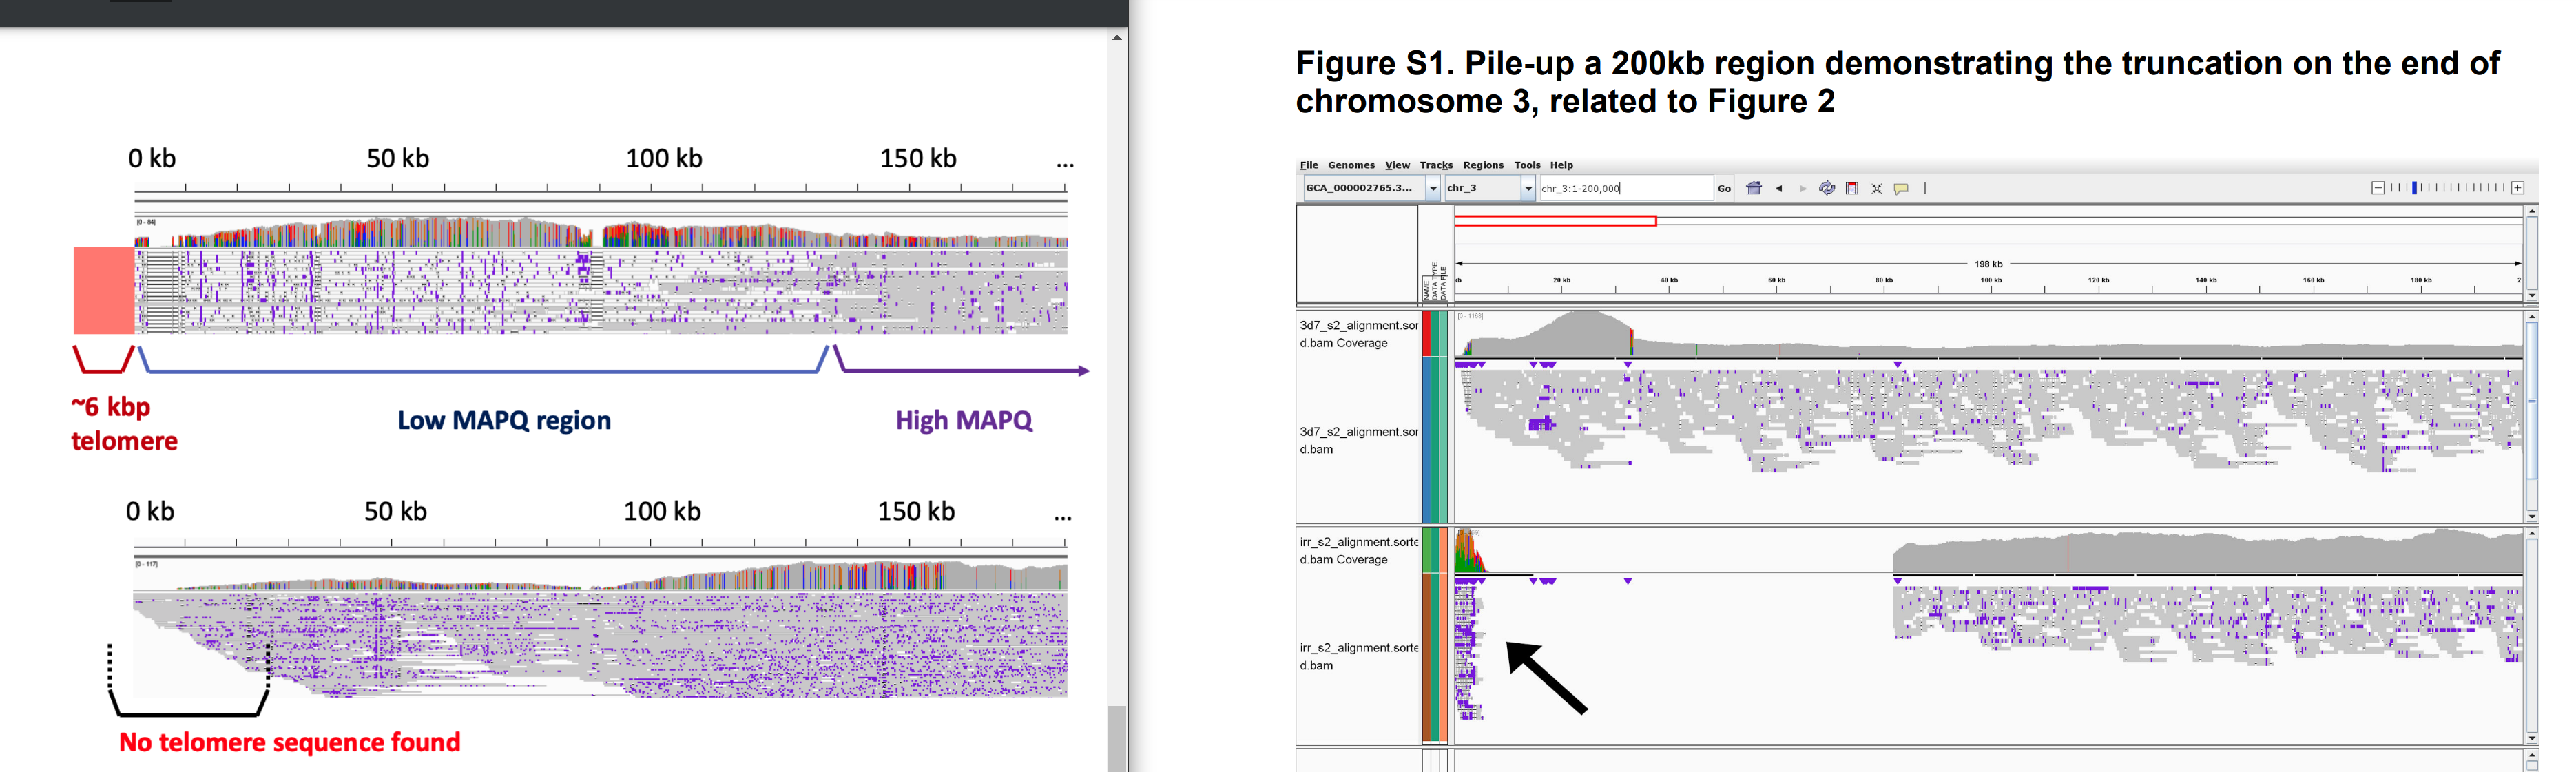 0 kb 50 kb 100 kb 150 kb ...
[0 - 84]
~6 kbp
telomere
Low MAPQ region
High MAPQ
0 kb 50 kb 100 kb 150 kb ...
[0 - 117]
No telomere sequence found
Figure S1. Pile-up a 200kb region demonstrating the truncation on the end of
chromosome 3, related to Figure 2
File Genomes View Tracks Regions Tools Help
GCA_000002765.3... chr_3 chr_3:1-200,000 Go
NAME
DATA TYPE
DATA FILE
198 kb
kb 20 kb 40 kb 60 kb 80 kb 100 kb 120 kb 140 kb 160 kb 180 kb 2
3d7_s2_alignment.sor
d.bam Coverage
[0 - 1160]
3d7_s2_alignment.sor
d.bam
irr_s2_alignment.sorte
d.bam Coverage
irr_s2_alignment.sorte
d.bam